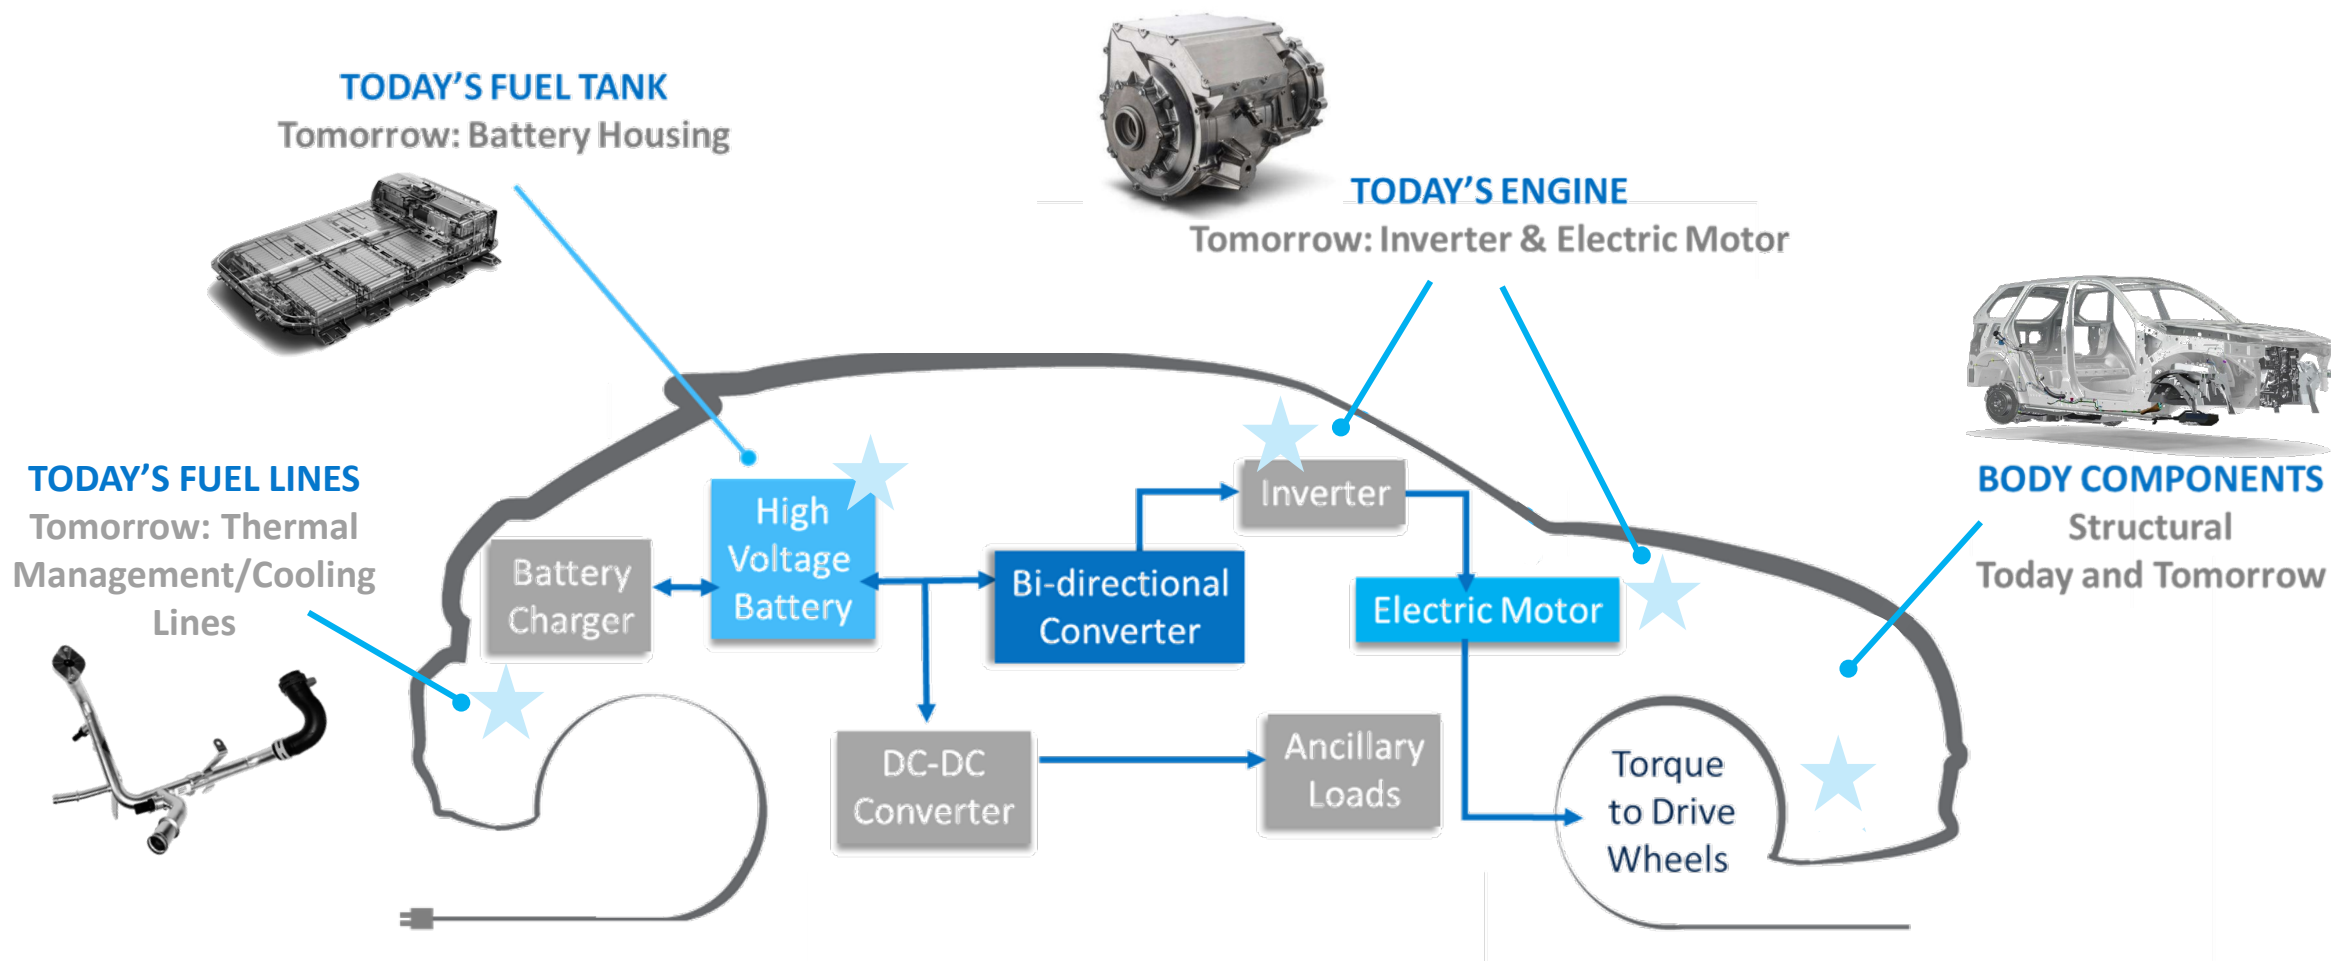 TODAY'S FUEL TANK
Tomorrow: Battery Housing
TODAY'S ENGINE
Tomorrow: Inverter & Electric Motor
TODAY'S FUEL LINES
Tomorrow: Thermal
Management/Cooling
Lines
BODY COMPONENTS
Structural
Today and Tomorrow
Battery
Charger
High
Voltage
Battery
Bi-directional
Converter
Inverter
Electric Motor
DC-DC
Converter
Ancillary
Loads
Torque
to Drive
Wheels